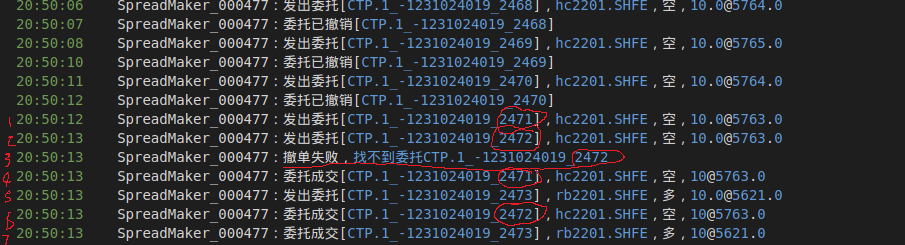 20:50:06 SpreadMaker_000477：发出委托[CTP.1_-1231024019_2468]，hc2201.SHFE，空，10.0@5764.0
20:50:07 SpreadMaker_000477：委托已撤销[CTP.1_-1231024019_2468]
20:50:08 SpreadMaker_000477：发出委托[CTP.1_-1231024019_2469]，hc2201.SHFE，空，10.0@5765.0
20:50:10 SpreadMaker_000477：委托已撤销[CTP.1_-1231024019_2469]
20:50:11 SpreadMaker_000477：发出委托[CTP.1_-1231024019_2470]，hc2201.SHFE，空，10.0@5764.0
20:50:12 SpreadMaker_000477：委托已撤销[CTP.1_-1231024019_2470]
1 20:50:12 SpreadMaker_000477：发出委托[CTP.1_-1231024019_2471]，hc2201.SHFE，空，10.0@5763.0
2 20:50:13 SpreadMaker_000477：发出委托[CTP.1_-1231024019_2472]，hc2201.SHFE，空，10.0@5763.0
3 20:50:13 SpreadMaker_000477：撤单失败，找不到委托CTP.1_-1231024019_2472
4 20:50:13 SpreadMaker_000477：委托成交[CTP.1_-1231024019_2471]，hc2201.SHFE，空，10@5763.0
5 20:50:13 SpreadMaker_000477：发出委托[CTP.1_-1231024019_2473]，rb2201.SHFE，多，10.0@5621.0
6 20:50:13 SpreadMaker_000477：委托成交[CTP.1_-1231024019_2472]，hc2201.SHFE，空，10@5763.0
7 20:50:13 SpreadMaker_000477：委托成交[CTP.1_-1231024019_2473]，rb2201.SHFE，多，10@5621.0